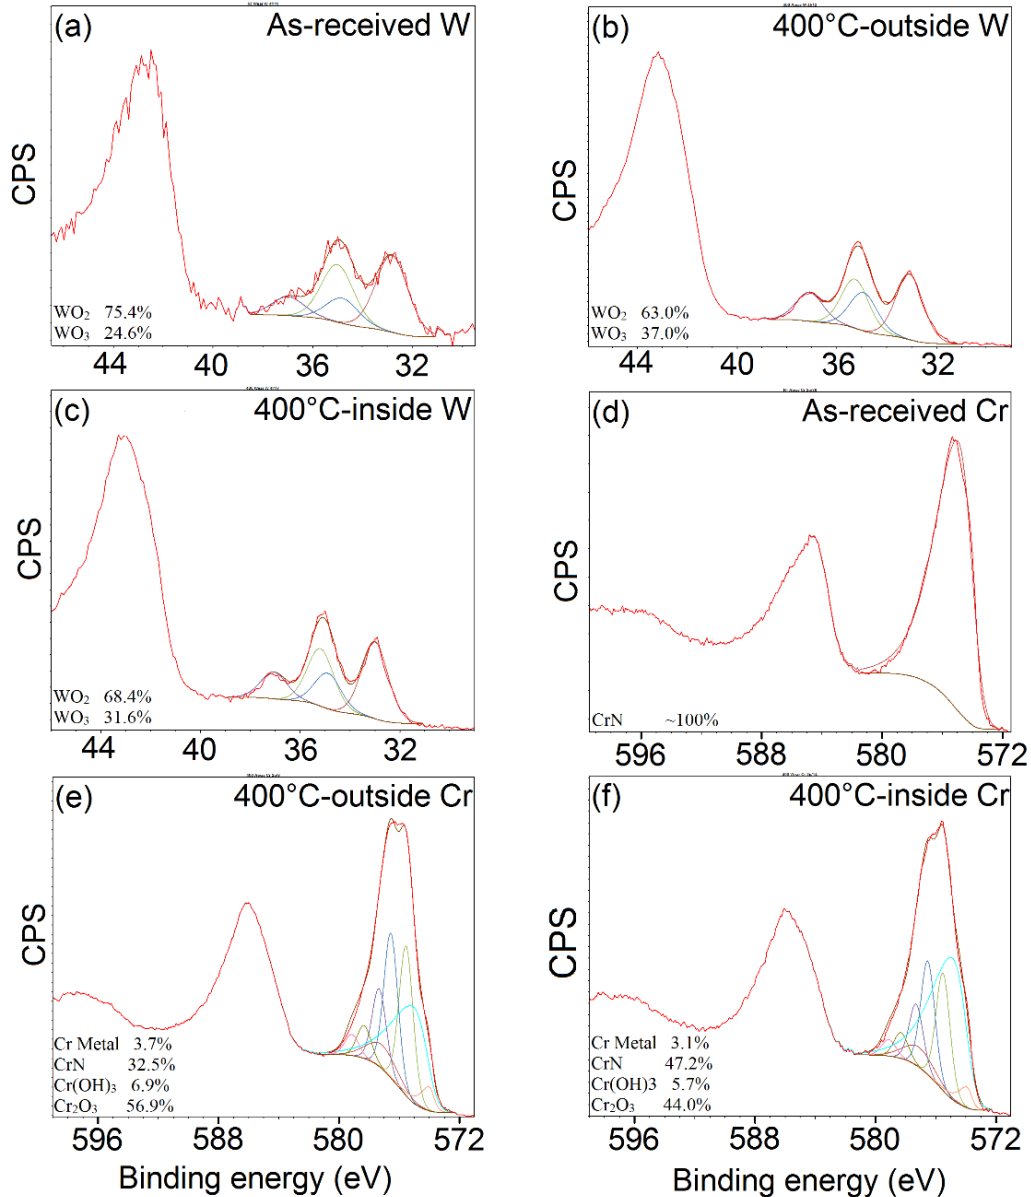 (a) As-received W
CPS
WO₂ 75.4%
WO₃ 24.6%
44 40 36 32
(b) 400°C-outside W
CPS
WO₂ 63.0%
WO₃ 37.0%
44 40 36 32
(c) 400°C-inside W
CPS
WO₂ 68.4%
WO₃ 31.6%
44 40 36 32
(d) As-received Cr
CPS
CrN ~100%
596 588 580 572
(e) 400°C-outside Cr
CPS
Cr Metal 3.7%
CrN 32.5%
Cr(OH)₃ 6.9%
Cr₂O₃ 56.9%
596 588 580 572
Binding energy (eV)
(f) 400°C-inside Cr
CPS
Cr Metal 3.1%
CrN 47.2%
Cr(OH)3 5.7%
Cr₂O₃ 44.0%
596 588 580 572
Binding energy (eV)